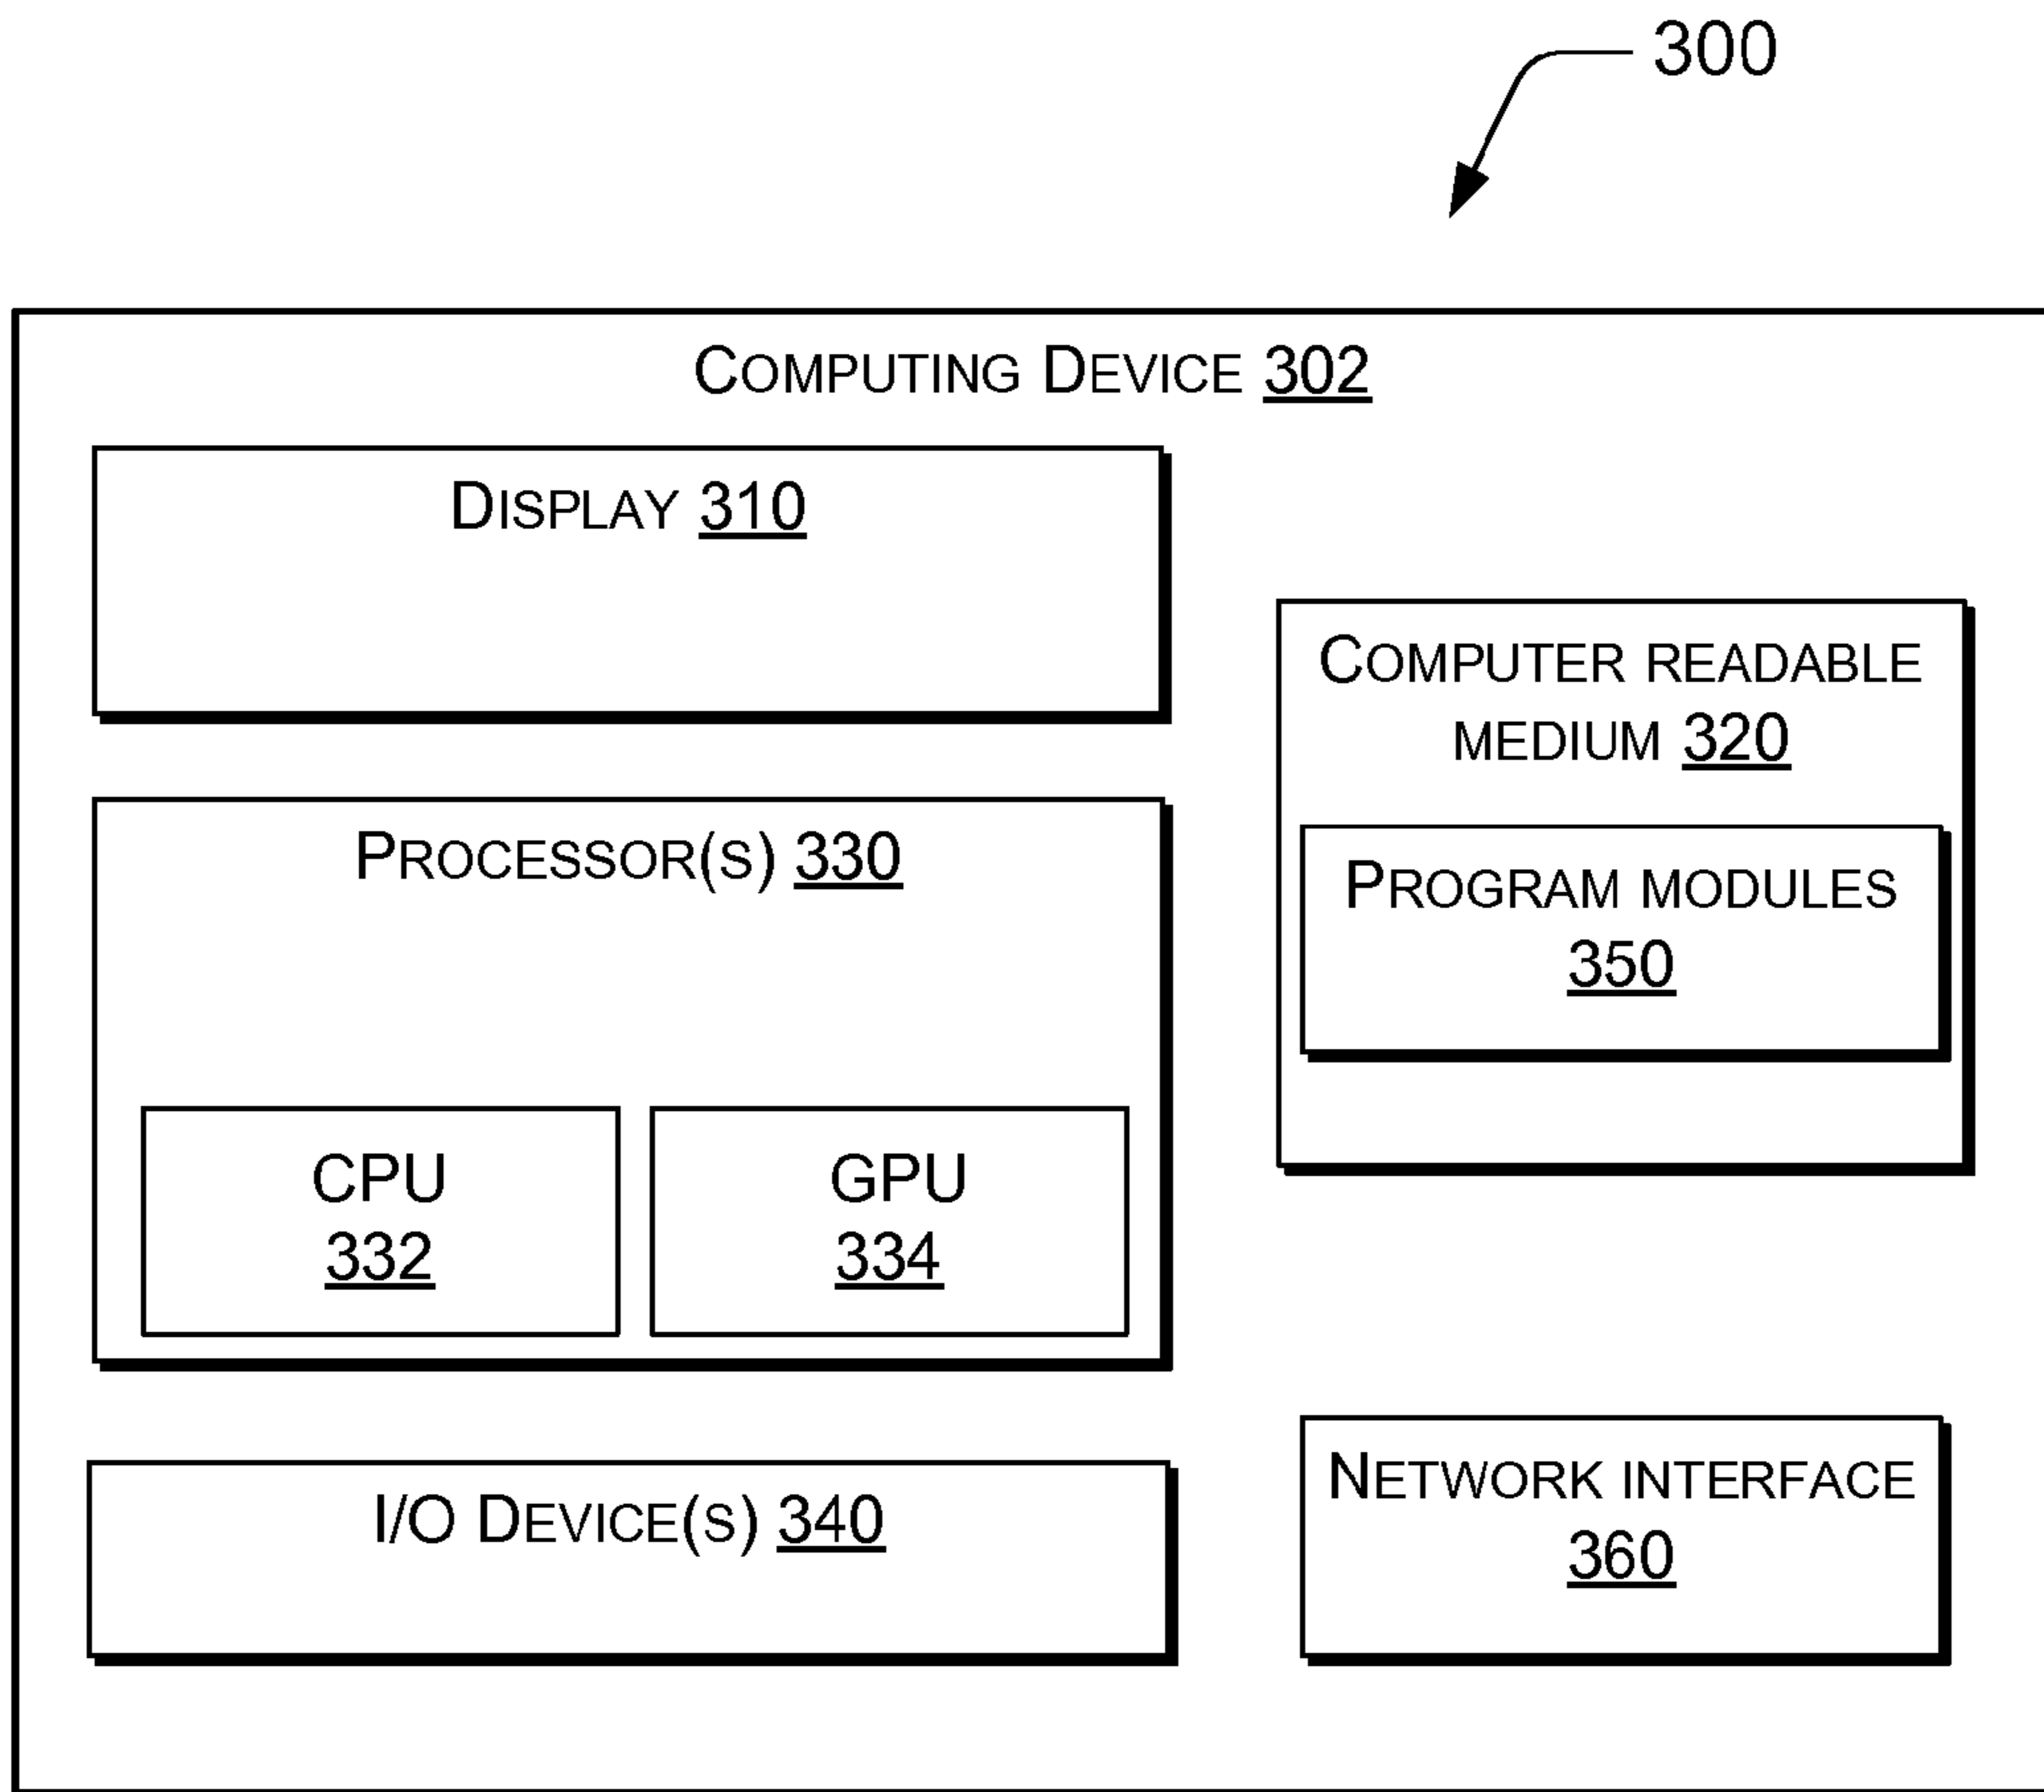 300
COMPUTING DEVICE 302
DISPLAY 310
COMPUTER READABLE
MEDIUM 320
PROGRAM MODULES
350
PROCESSOR(S) 330
CPU
332
GPU
334
I/O DEVICE(S) 340
NETWORK INTERFACE
360